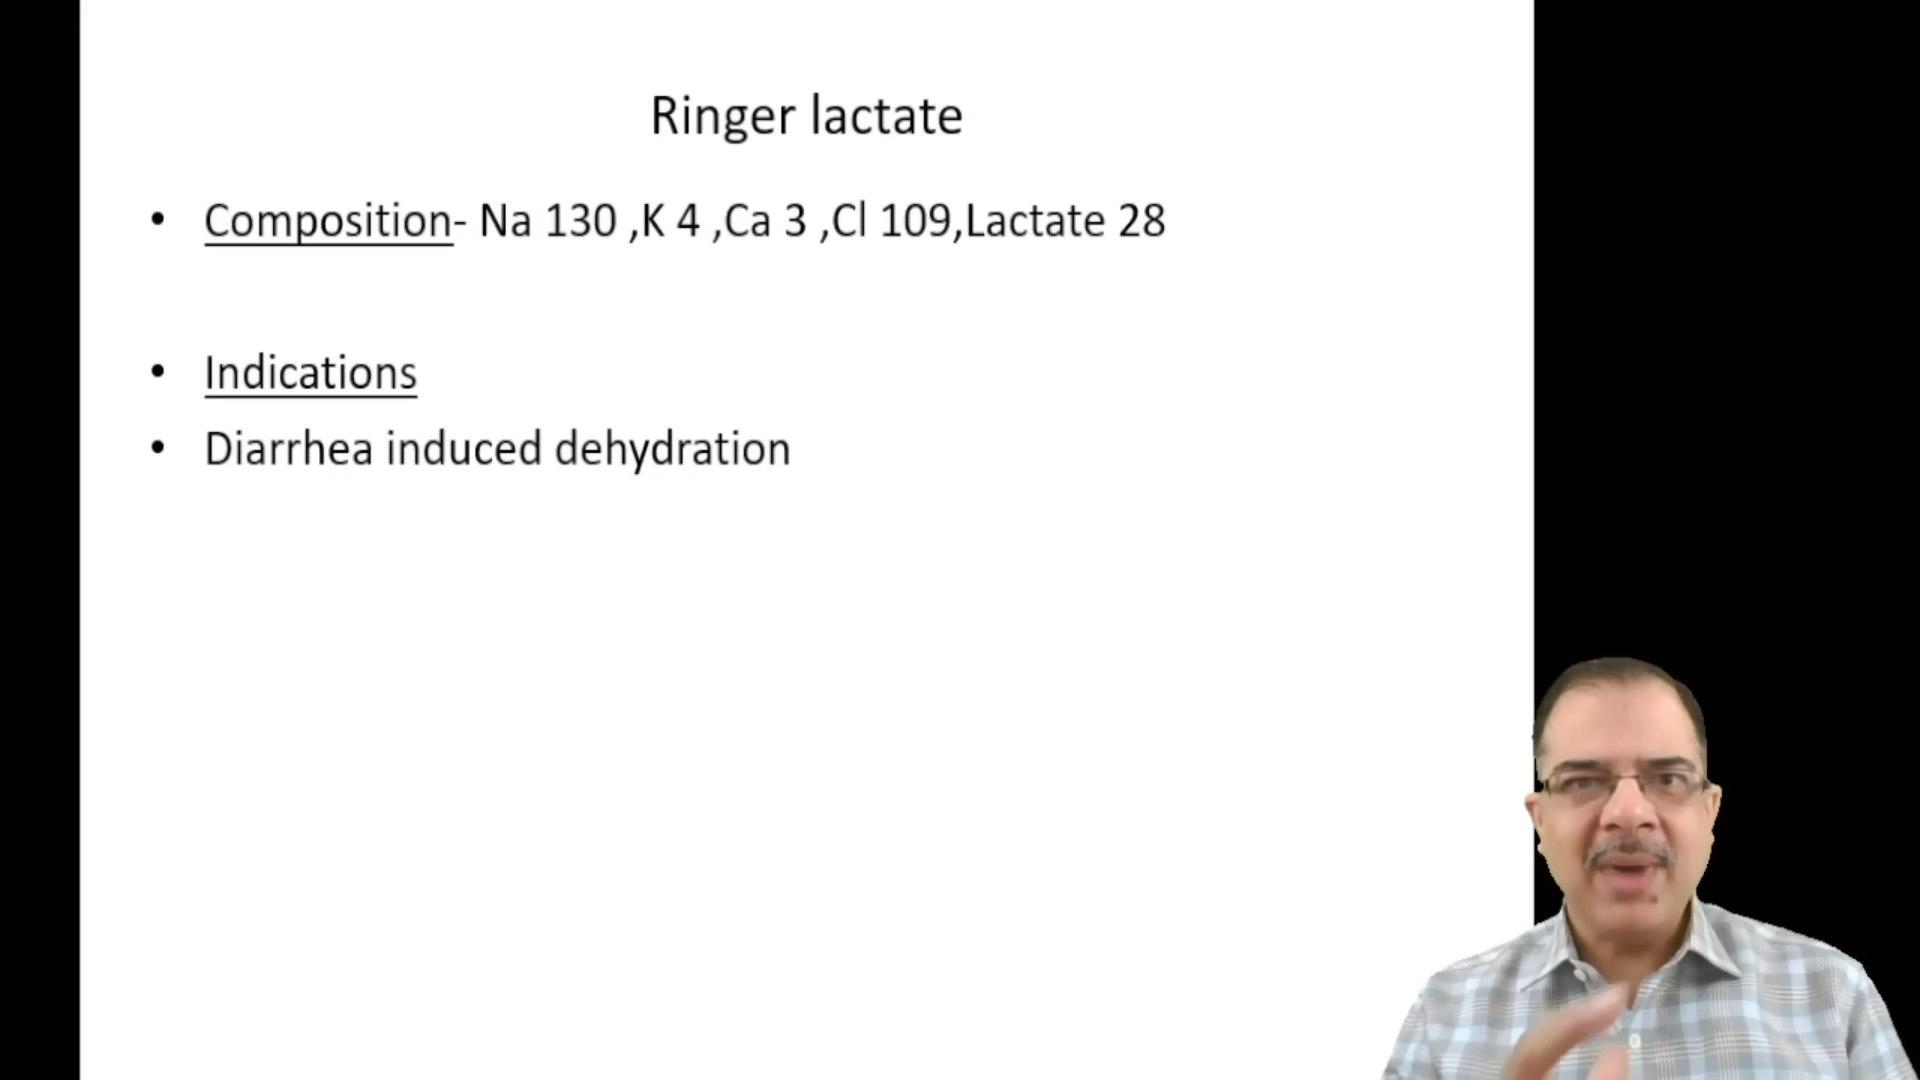 Ringer lactate
• Composition- Na 130 ,K 4 ,Ca 3 ,Cl 109,Lactate 28
• Indications
• Diarrhea induced dehydration